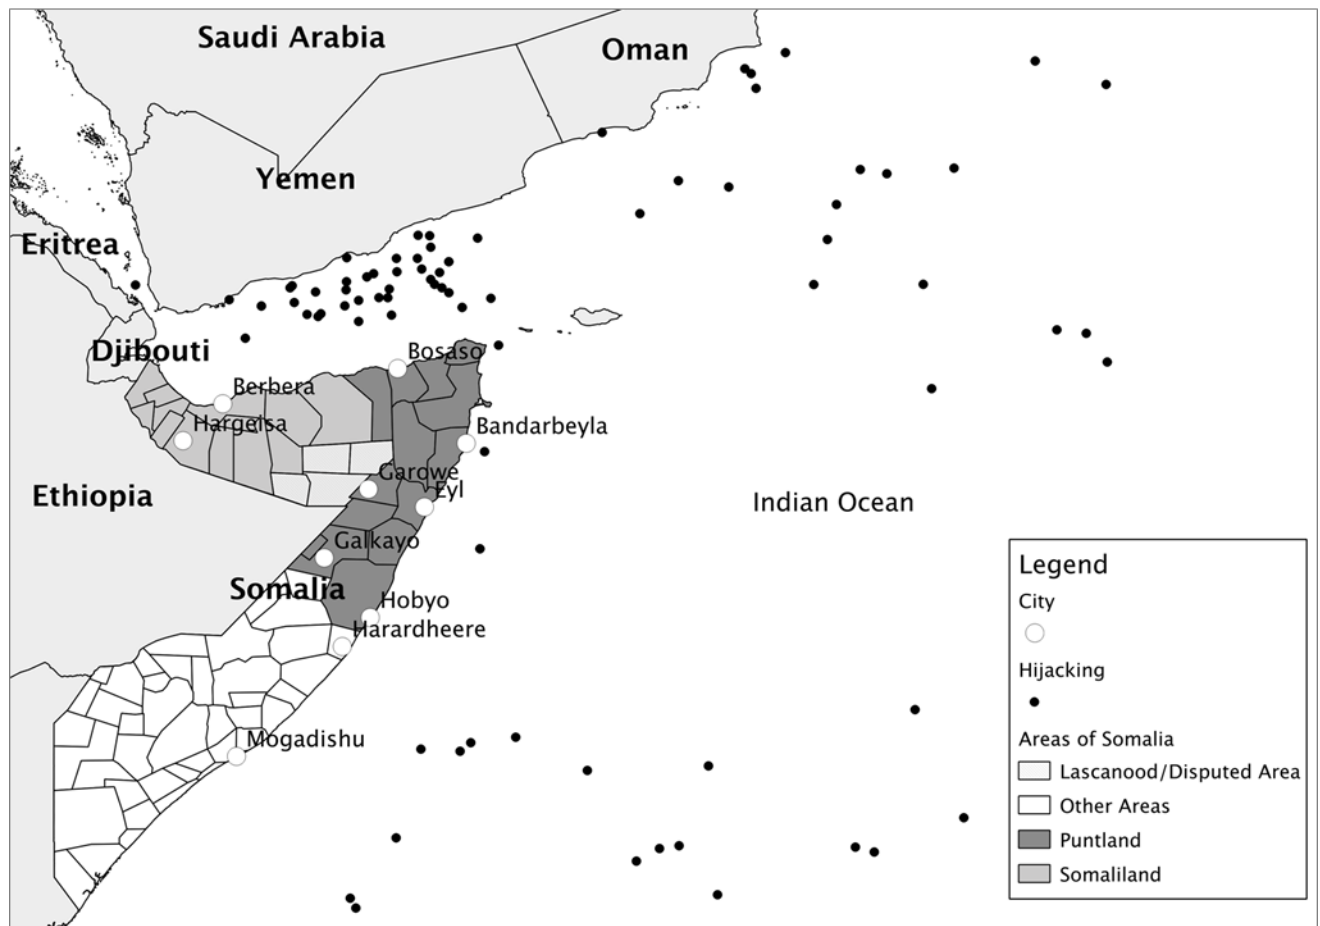 Saudi Arabia
Oman
Yemen
Eritrea
Djibouti
Bosaso
Berbera
Hargeisa
Bandarbeyla
Garowe
Eyl
Ethiopia
Indian Ocean
Galkayo
Somalia
Hobyo
Harardheere
Mogadishu
Legend
City
Hijacking
Areas of Somalia
Lascanood/Disputed Area
Other Areas
Puntland
Somaliland